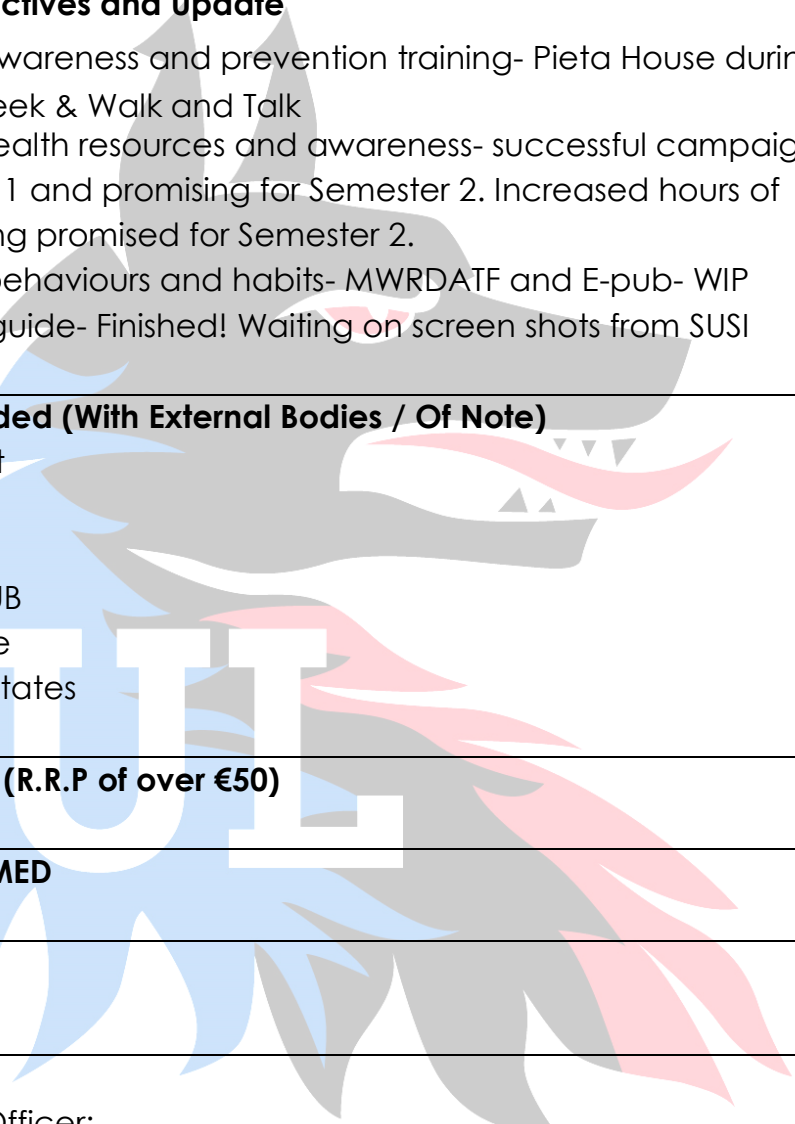 ctives and update
wareness and prevention training- Pieta House durin
eek & Walk and Talk
ealth resources and awareness- successful campaig
1 and promising for Semester 2. Increased hours of
ng promised for Semester 2.
behaviours and habits- MWRDATF and E-pub- WIP
guide- Finished! Waiting on screen shots from SUSI
ded (With External Bodies / Of Note)
t
UB
e
tates
UL
(R.R.P of over €50)
MED
Officer: